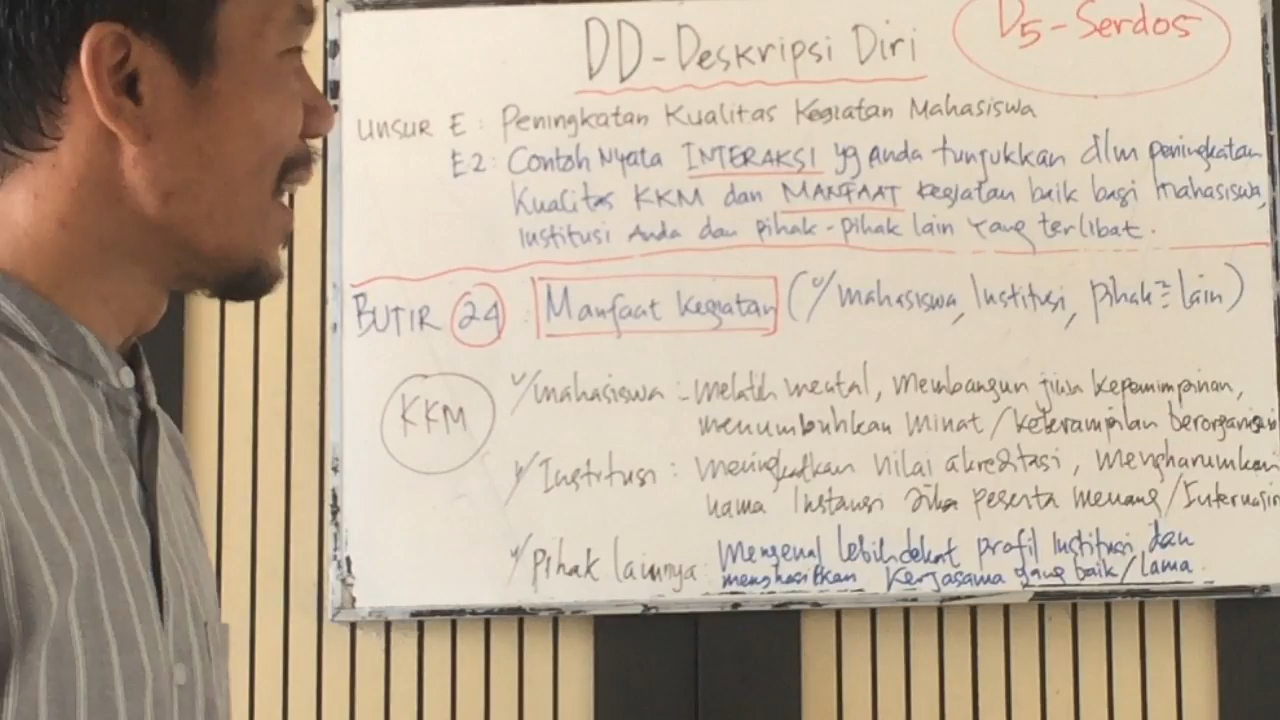 DD-Deskripsi Diri
D5-Serdos
UNSUR E: Peningkatan Kualitas Kegiatan Mahasiswa
E2: Contoh Nyata INTERAKSI yg Anda tunjukkan dlm peningkatan
Kualitas KKM dan MANFAAT kegiatan baik bagi mahasiswa,
Institusi Anda dan pihak-pihak lain yang terlibat.
BUTIR 24 Manfaat Kegiatan (u/mahasiswa, Institusi, pihak² lain)
KKM
u/mahasiswa: melatih mental, membangun jiwa kepemimpinan,
menumbuhkan minat/keterampilan berorganisasi
u/Institusi: meningkatkan nilai akreditasi, mengharumkan
nama Instansi jika peserta menang/Internasion
u/Pihak lainnya: Mengenal lebih dekat profil Institusi dan
menghasilkan kerjasama yang baik/lama.